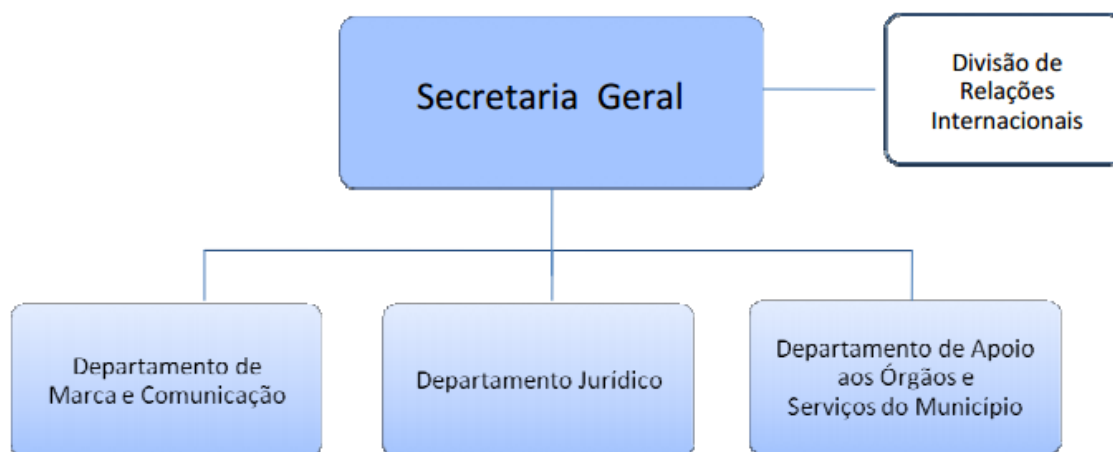 Secretaria Geral
Divisão de
Relações
Internacionais
Departamento de
Marca e Comunicação
Departamento Jurídico
Departamento de Apoio
aos Órgãos e
Serviços do Município